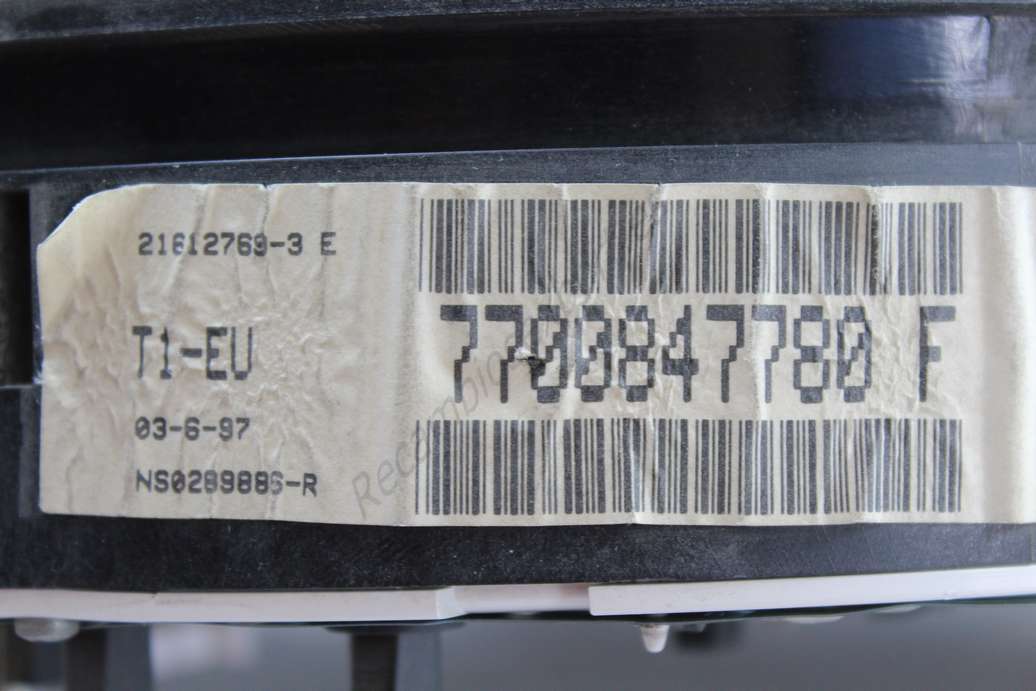 21612769-3 E
T1-EU
03-6-97
NS0289886-R
7700847780 F